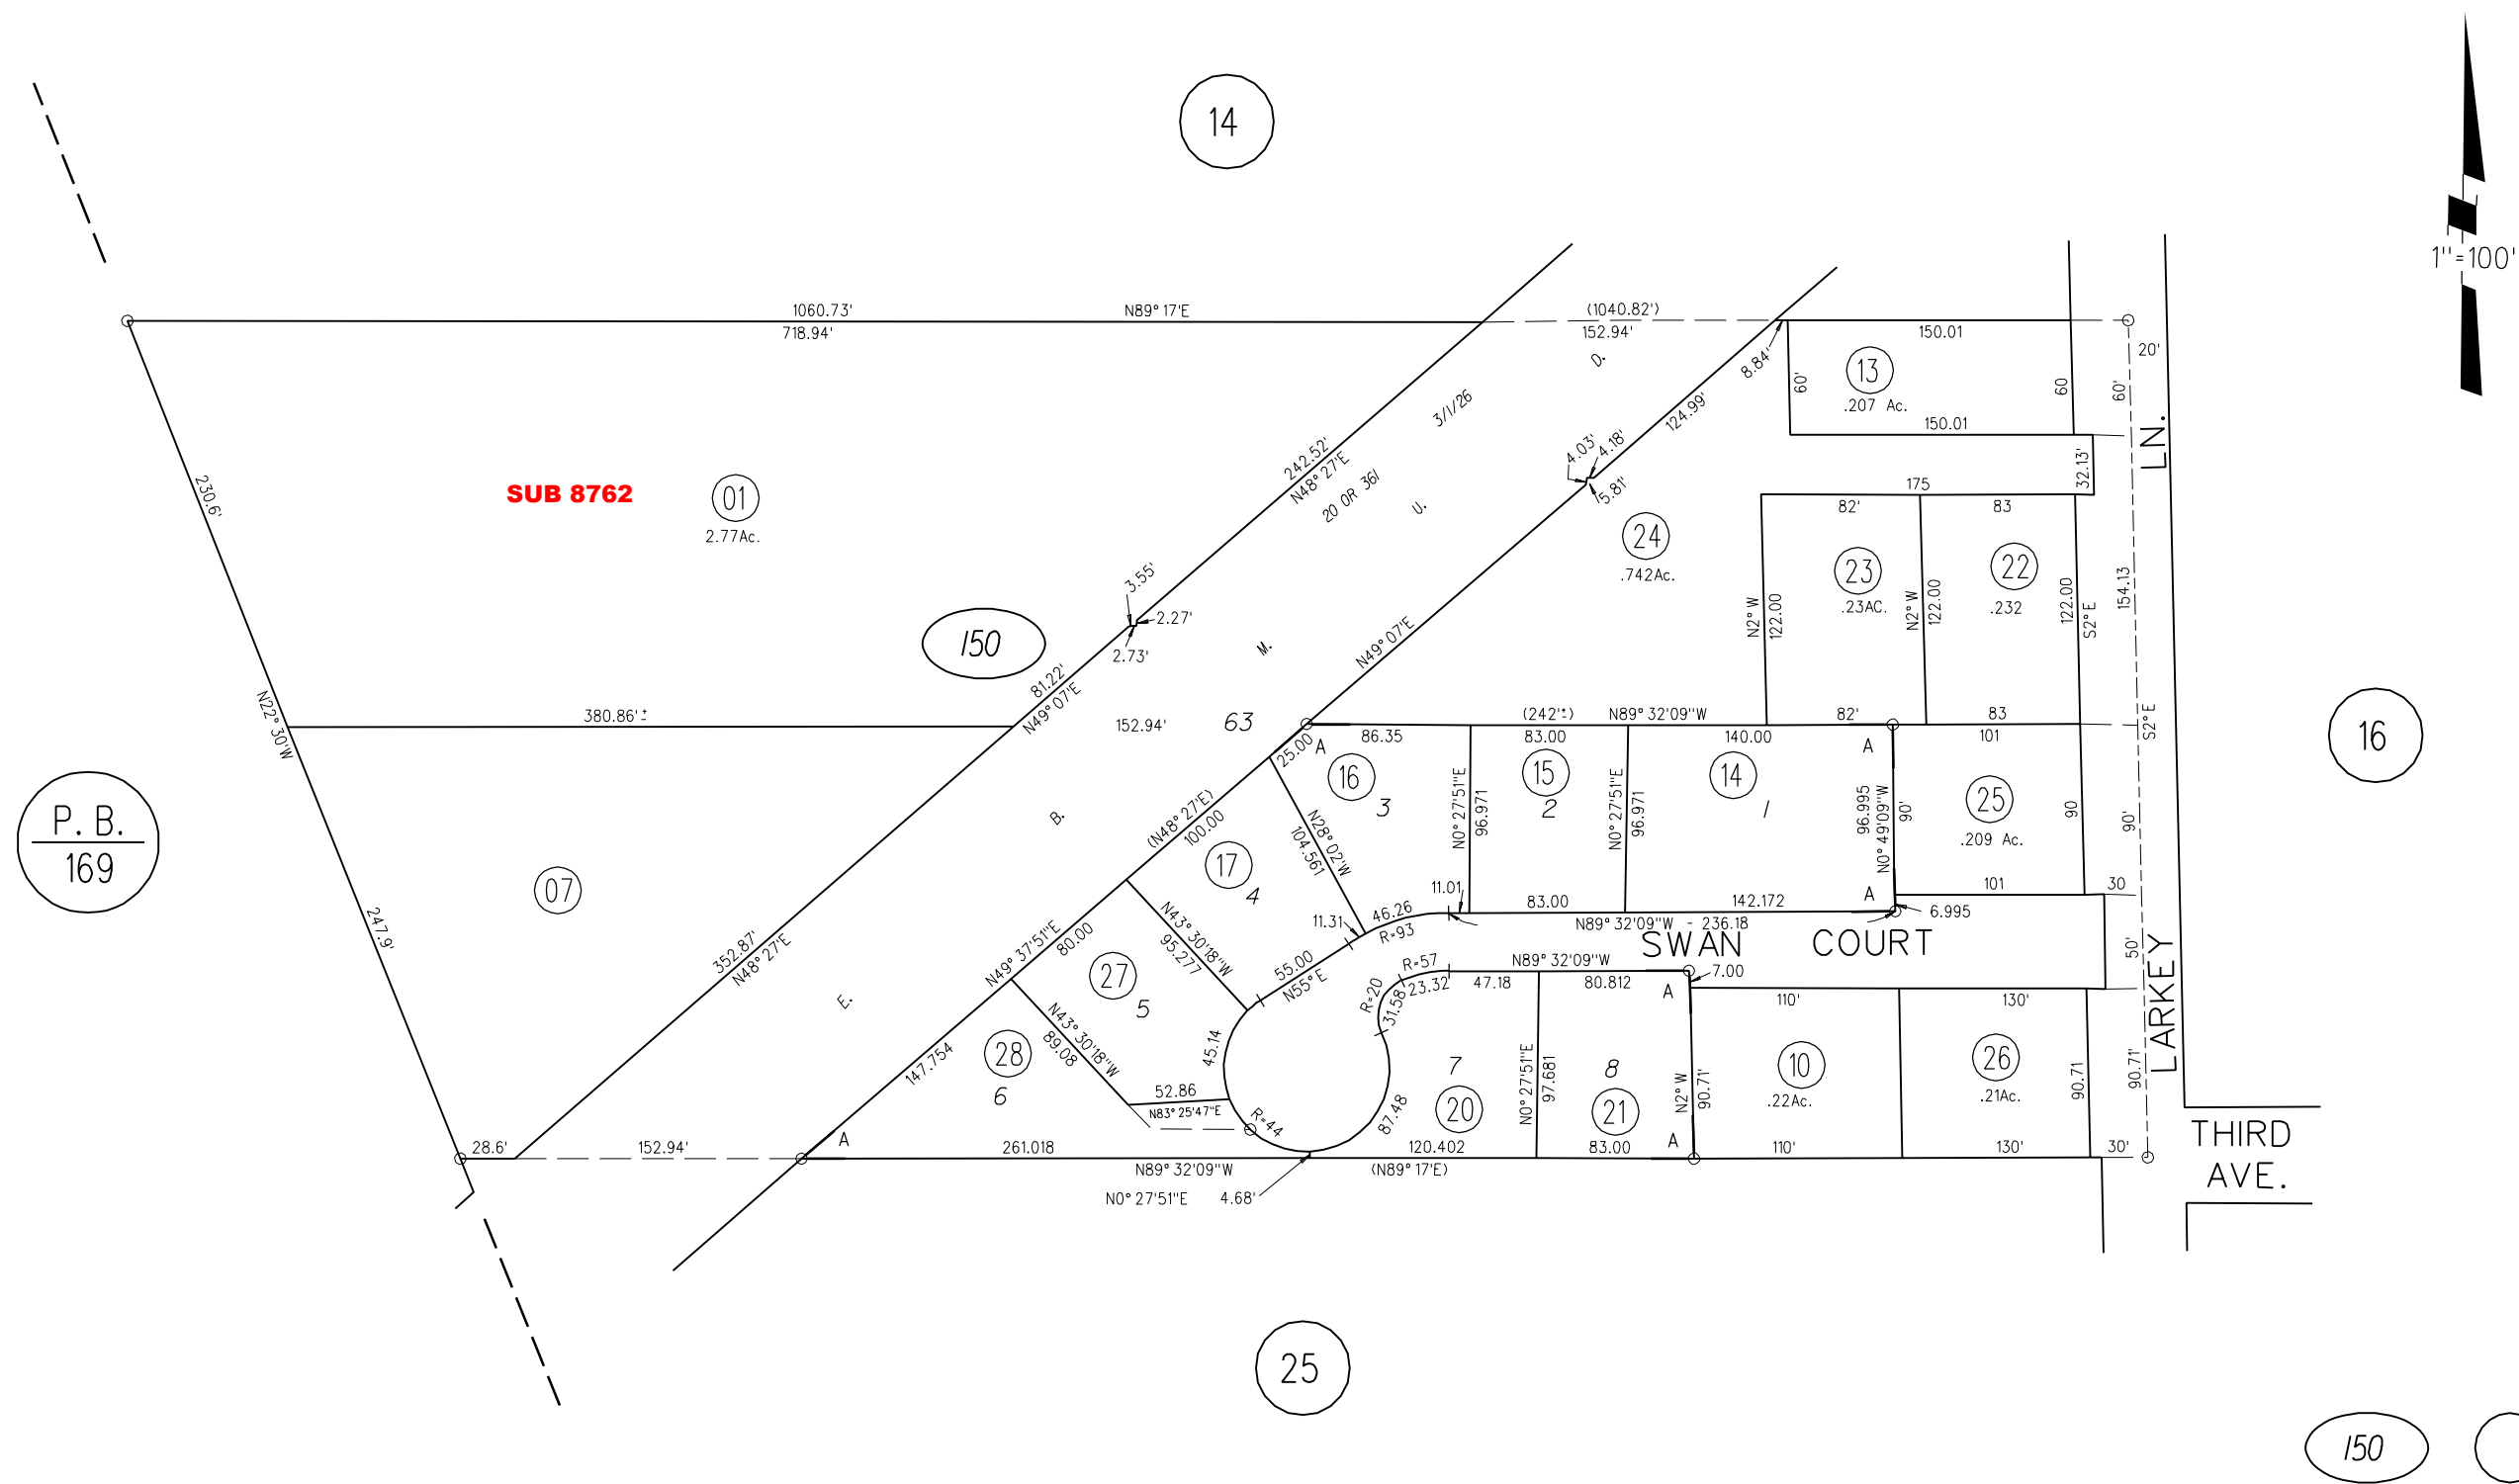 14
1"=100'
1060.73'
N89° 17'E
(1040.82')
718.94'
152.94'
150.01
20'
8.84'
D.
13
.207 Ac.
60'
60
60'
3/1/26
124.99'
150.01
LN.
242.52'
N48° 27'E
20 OR 361
4.03'
4.18'
5.81'
32.13'
230.6'
SUB 8762
01
2.77Ac.
175
82'
83
U.
24
.742Ac.
23
.23AC.
22
.232
N2° W
122.00
N2° W
122.00
122.00
S2° E
154.13
3.55'
2.27'
2.73'
150
M.
N49° 07'E
81.22'
N49° 07'E
N22° 30'W
380.86'±
152.94'
63
(242'±)
N89° 32'09"W
82'
83
S2° E
16
25.00
A
86.35
83.00
140.00
A
101
16
3
15
2
14
1
25
.209 Ac.
N0° 27'51"E
96.971
N0° 27'51"E
96.971
96.995
N0° 49'09"W
90'
90
90'
P. B.
169
B.
(N48° 27'E)
100.00
17
4
N28° 02'W
104.561
07
247.9'
11.01
83.00
142.172
A
101
30
11.31
46.26
R=93
N89° 32'09"W - 236.18
6.995
SWAN COURT
352.87'
N48° 27'E
N49° 37'51"E
80.00
N43° 30'18"W
95.277
55.00
N55° E
R=57
N89° 32'09"W
7.00
50'
LARKEY
E.
27
5
R=20
31.58
23.32
47.18
80.812
A
110'
130'
N43° 30'18"W
89.08
45.14
28
6
147.754
7
20
8
21
N0° 27'51"E
97.681
10
.22Ac.
26
.21Ac.
N2° W
90.71'
90.71
90.71'
52.86
N83° 25'47"E
R=44
87.48
28.6'
152.94'
A
261.018
120.402
83.00
A
110'
130'
30'
N89° 32'09"W
(N89° 17'E)
N0° 27'51"E
4.68'
THIRD
AVE.
25
150